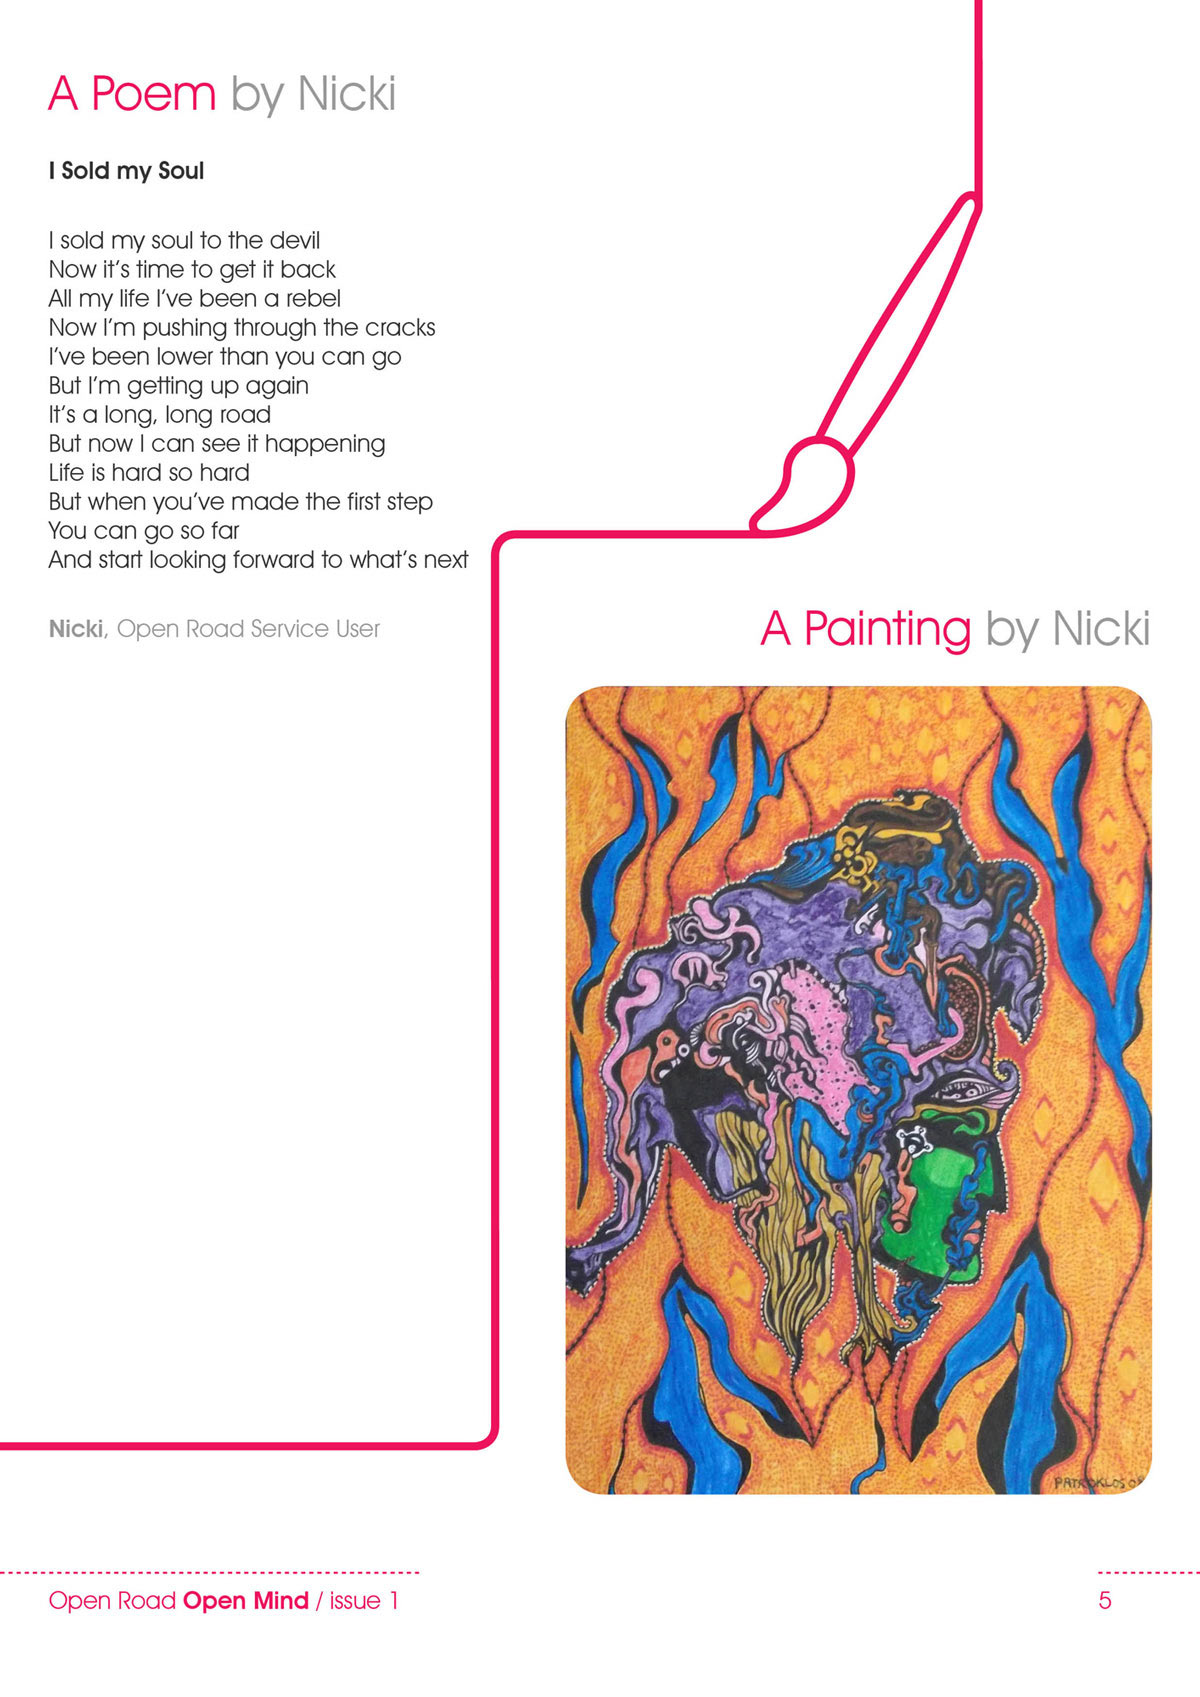 A Poem by Nicki
I Sold my Soul
I sold my soul to the devil
Now it's time to get it back
All my life I've been a rebel
Now I'm pushing through the cracks
I've been lower than you can go
But I'm getting up again
It's a long, long road
But now I can see it happening
Life is hard so hard
But when you've made the first step
You can go so far
And start looking forward to what's next
Nicki, Open Road Service User
A Painting by Nicki
PATROKLOS
Open Road Open Mind / issue 1
5